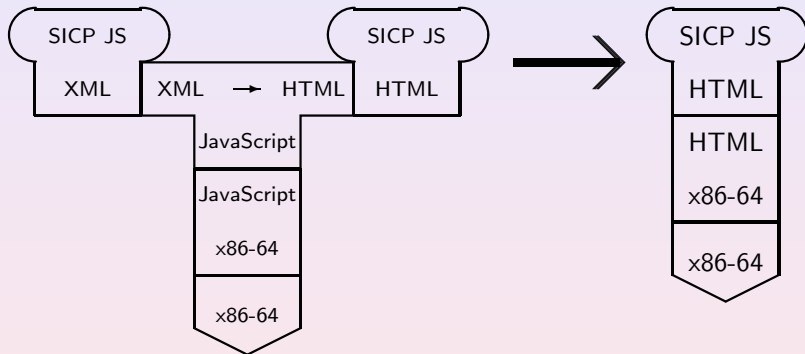 SICP JS SICP JS SICP JS
XML XML → HTML HTML HTML
JavaScript HTML
JavaScript x86-64
x86-64 x86-64
x86-64